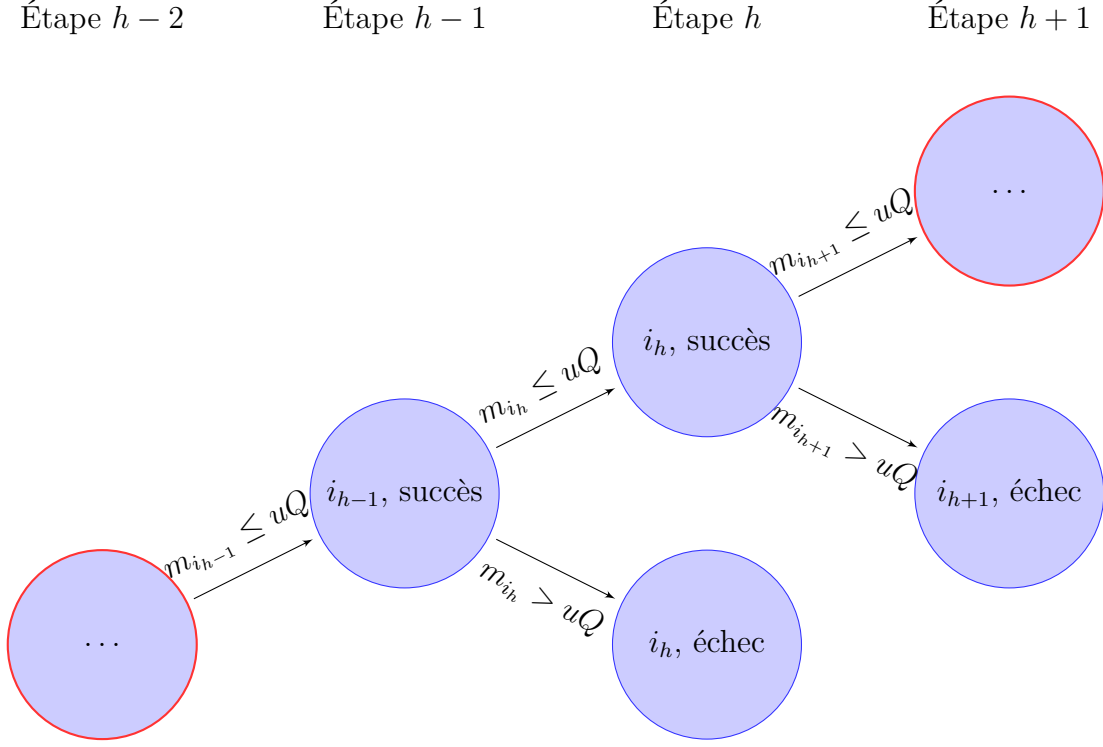 Étape h − 2
Étape h − 1
Étape h
Étape h + 1
· · ·
m_{i_{h+1}} ≤ uQ
i_h, succès
m_{i_h} ≤ uQ
m_{i_{h+1}} > uQ
i_{h−1}, succès
i_{h+1}, échec
m_{i_{h−1}} ≤ uQ
m_{i_h} > uQ
· · ·
i_h, échec